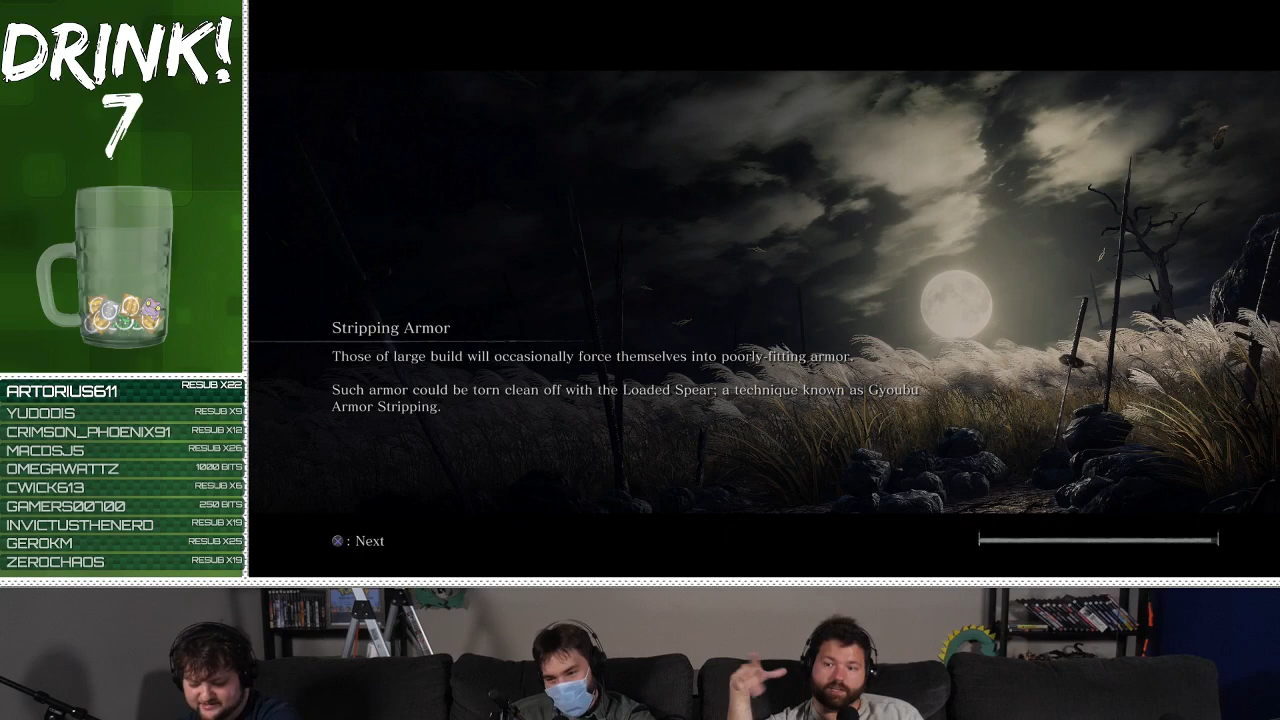 DRINK!
7
ARTORIUS611 RESUB X22
YUDODIS RESUB X9
CRIMSON_PHOENIX91 RESUB X12
MACDSJ5 RESUB X26
OMEGAWATTZ 1000 BITS
CWICK613 RESUB X6
GAMERS00700 250 BITS
INVICTUSTHENERD RESUB X19
GEROKM RESUB X25
ZEROCHAOS RESUB X19
Stripping Armor
Those of large build will occasionally force themselves into poorly-fitting armor.
Such armor could be torn clean off with the Loaded Spear; a technique known as Gyoubu
Armor Stripping.
: Next